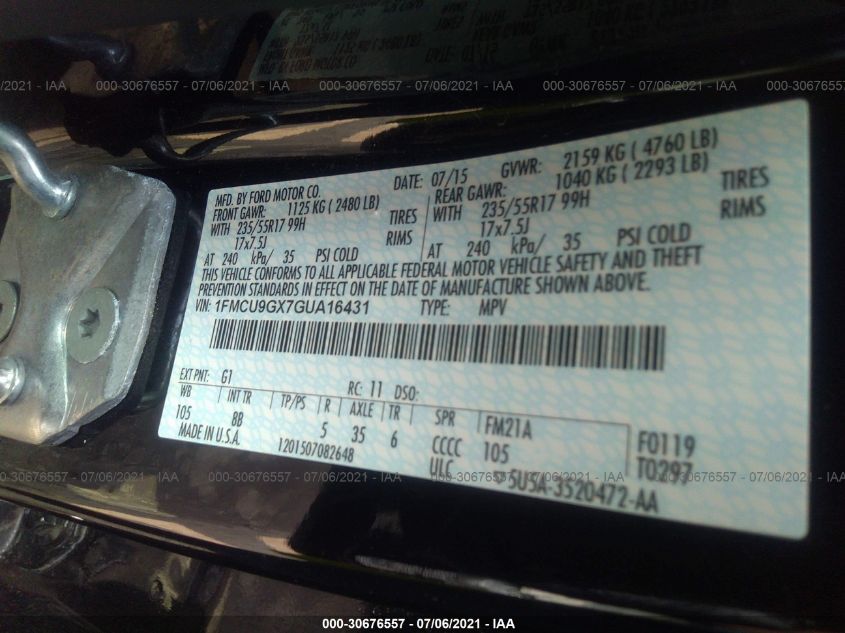 000-30676557 - 07/06/2021 - IAA
MFD. BY FORD MOTOR CO.
DATE: 07/15
GVWR: 2159 KG ( 4760 LB)
FRONT GAWR: 1125 KG ( 2480 LB)
REAR GAWR: 1040 KG ( 2293 LB)
WITH 235/55R17 99H TIRES
WITH 235/55R17 99H TIRES
17x7.5J RIMS
17x7.5J RIMS
AT 240 kPa/ 35 PSI COLD
AT 240 kPa/ 35 PSI COLD
THIS VEHICLE CONFORMS TO ALL APPLICABLE FEDERAL MOTOR VEHICLE SAFETY AND THEFT
PREVENTION STANDARDS IN EFFECT ON THE DATE OF MANUFACTURE SHOWN ABOVE.
VIN: 1FMCU9GX7GUA16431
TYPE: MPV
EXT PNT: G1
RC: 11 DSO:
WB INT TR TP/PS R AXLE TR SPR FM21A F0119
105 8B 5 35 6 CCCC 105 T0297
MADE IN U.S.A. 1201507082648 ULC
5U5A-3520472-AA
000-30676557 - 07/06/2021 - IAA
000-30676557 - 07/06/2021 - IAA